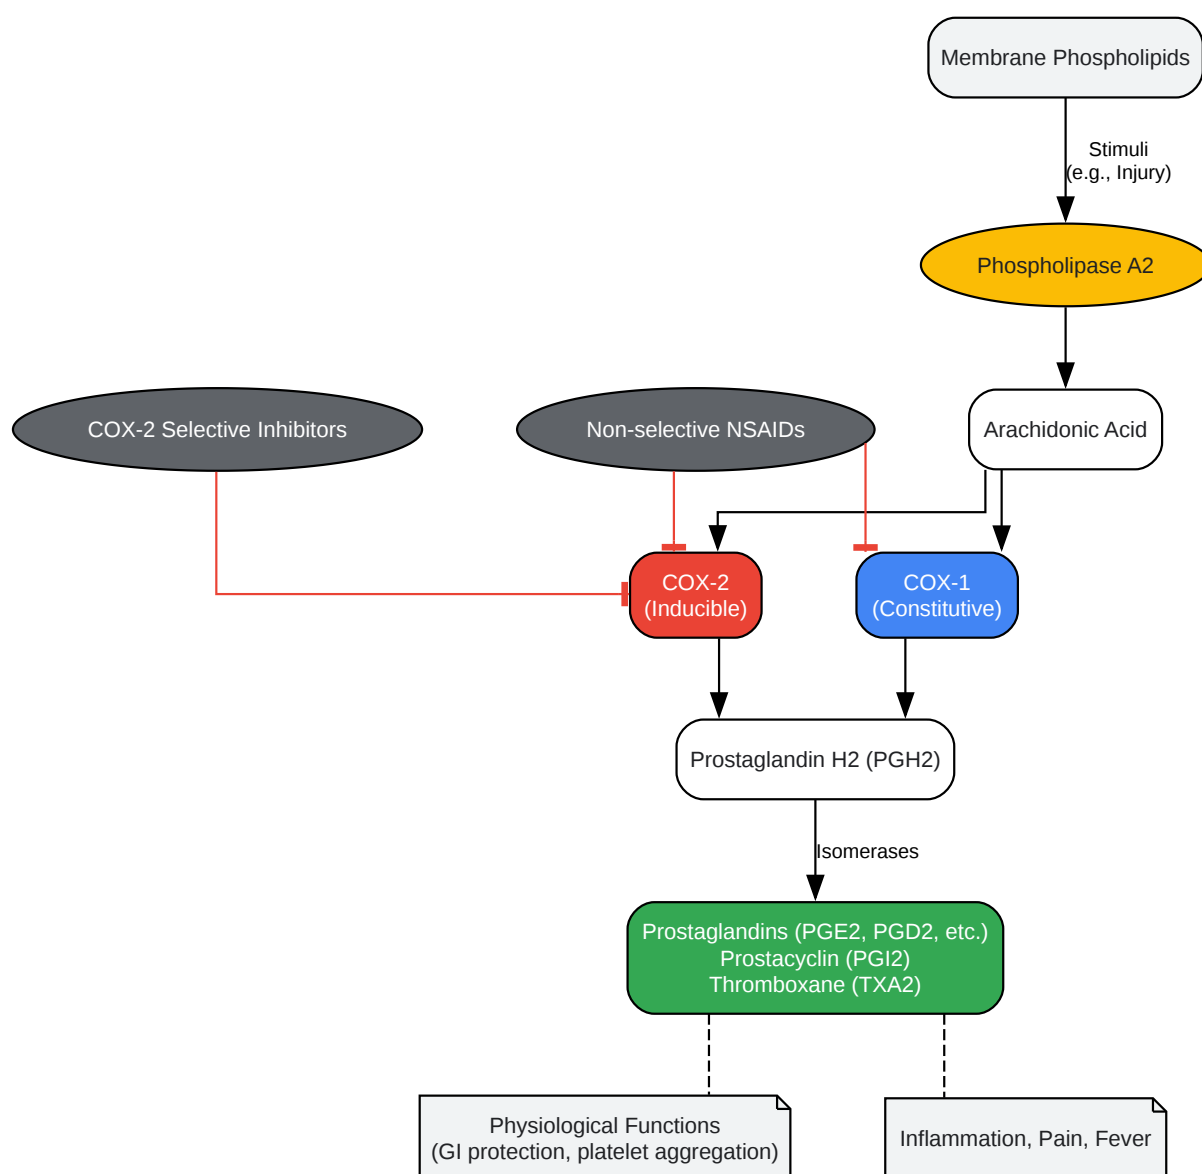 Membrane Phospholipids
Stimuli
(e.g., Injury)
Phospholipase A2
COX-2 Selective Inhibitors
Non-selective NSAIDs
Arachidonic Acid
COX-2
(Inducible)
COX-1
(Constitutive)
Prostaglandin H2 (PGH2)
Isomerases
Prostaglandins (PGE2, PGD2, etc.)
Prostacyclin (PGI2)
Thromboxane (TXA2)
Physiological Functions
(GI protection, platelet aggregation)
Inflammation, Pain, Fever